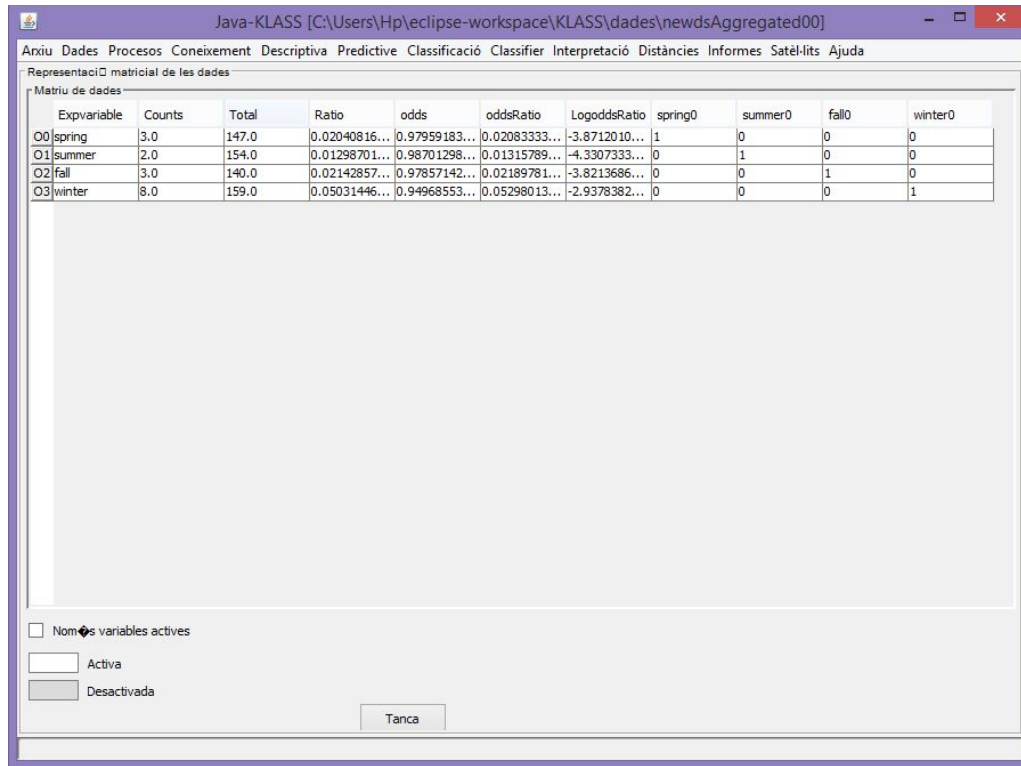 Java-KLASS [C:\Users\Hp\eclipse-workspace\KLASS\dades\newdsAggregated00]
Arxiu Dades Procesos Coneixement Descriptiva Predictive Classificació Classifier Interpretació Distàncies Informes Satèl·lits Ajuda
Representaci□ matricial de les dades
Matriu de dades
Expvariable Counts Total Ratio odds oddsRatio LogoddsRatio spring0 summer0 fall0 winter0
O0 spring 3.0 147.0 0.02040816... 0.97959183... 0.02083333... -3.8712010... 1 0 0 0
O1 summer 2.0 154.0 0.01298701... 0.98701298... 0.01315789... -4.3307333... 0 1 0 0
O2 fall 3.0 140.0 0.02142857... 0.97857142... 0.02189781... -3.8213686... 0 0 1 0
O3 winter 8.0 159.0 0.05031446... 0.94968553... 0.05298013... -2.9378382... 0 0 0 1
Nom�s variables actives
Activa
Desactivada
Tanca